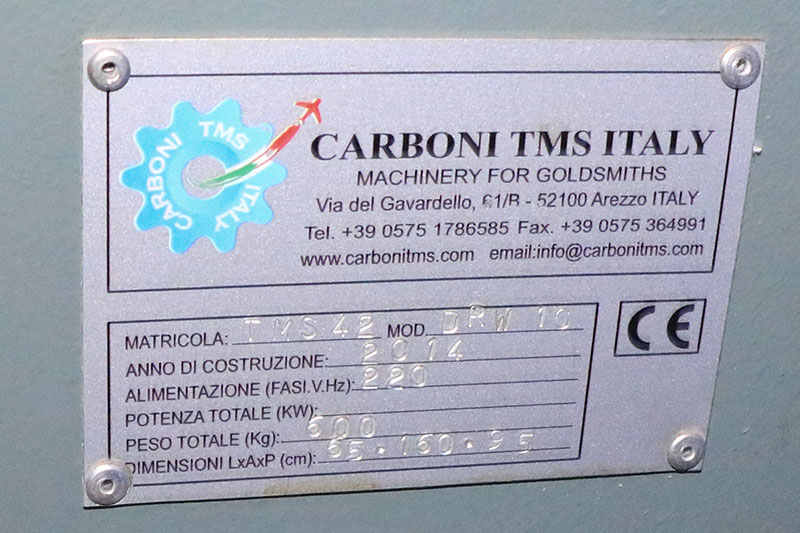 CARBONI TMS ITALY
CARBONI TMS ITALY
MACHINERY FOR GOLDSMITHS
Via del Gavardello, 61/B - 52100 Arezzo ITALY
Tel. +39 0575 1786585 Fax. +39 0575 364991
www.carbonitms.com email:info@carbonitms.com
MATRICOLA: TMS 42 MOD. DRW 10
ANNO DI COSTRUZIONE: 2014
ALIMENTAZIONE (FASI.V.Hz): 220
POTENZA TOTALE (KW):
PESO TOTALE (Kg): 600
DIMENSIONI LxAxP (cm): 65·160·95
CE